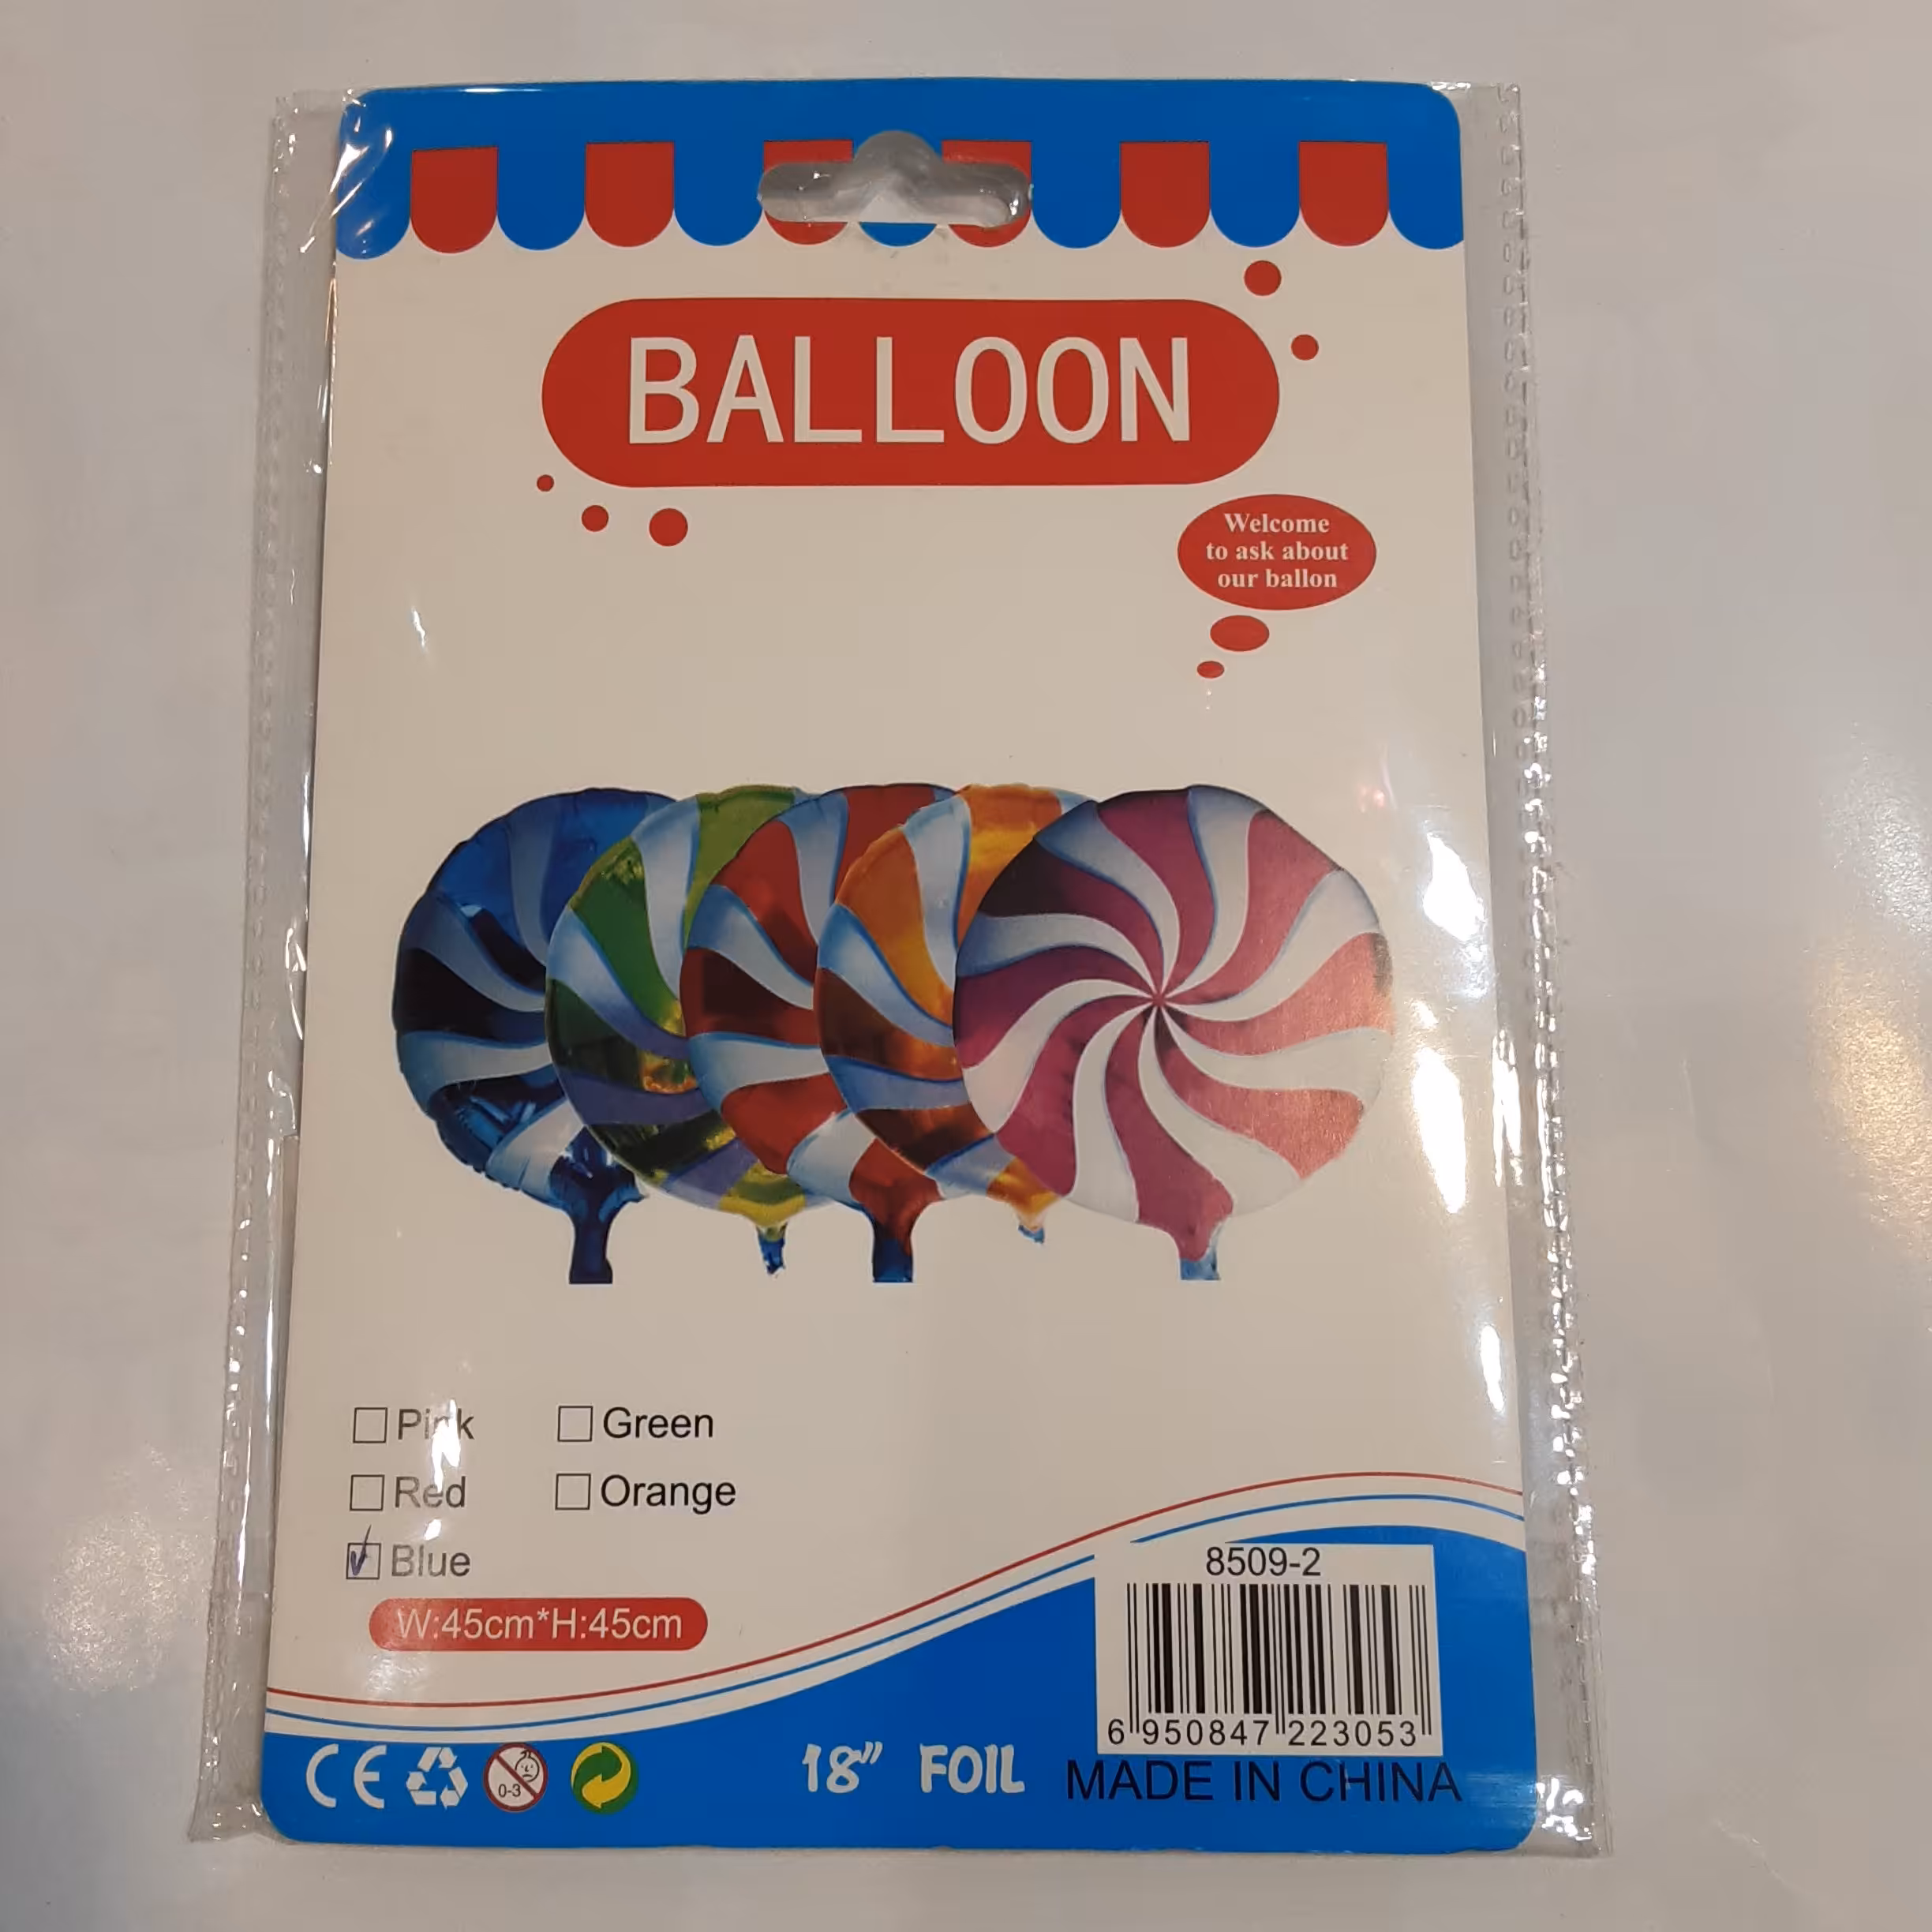 BALLOON
Welcome
to ask about
our ballon
Pink
Green
Red
Orange
Blue
W:45cm*H:45cm
8509-2
6 950847 223053
CE
0-3
18” FOIL
MADE IN CHINA